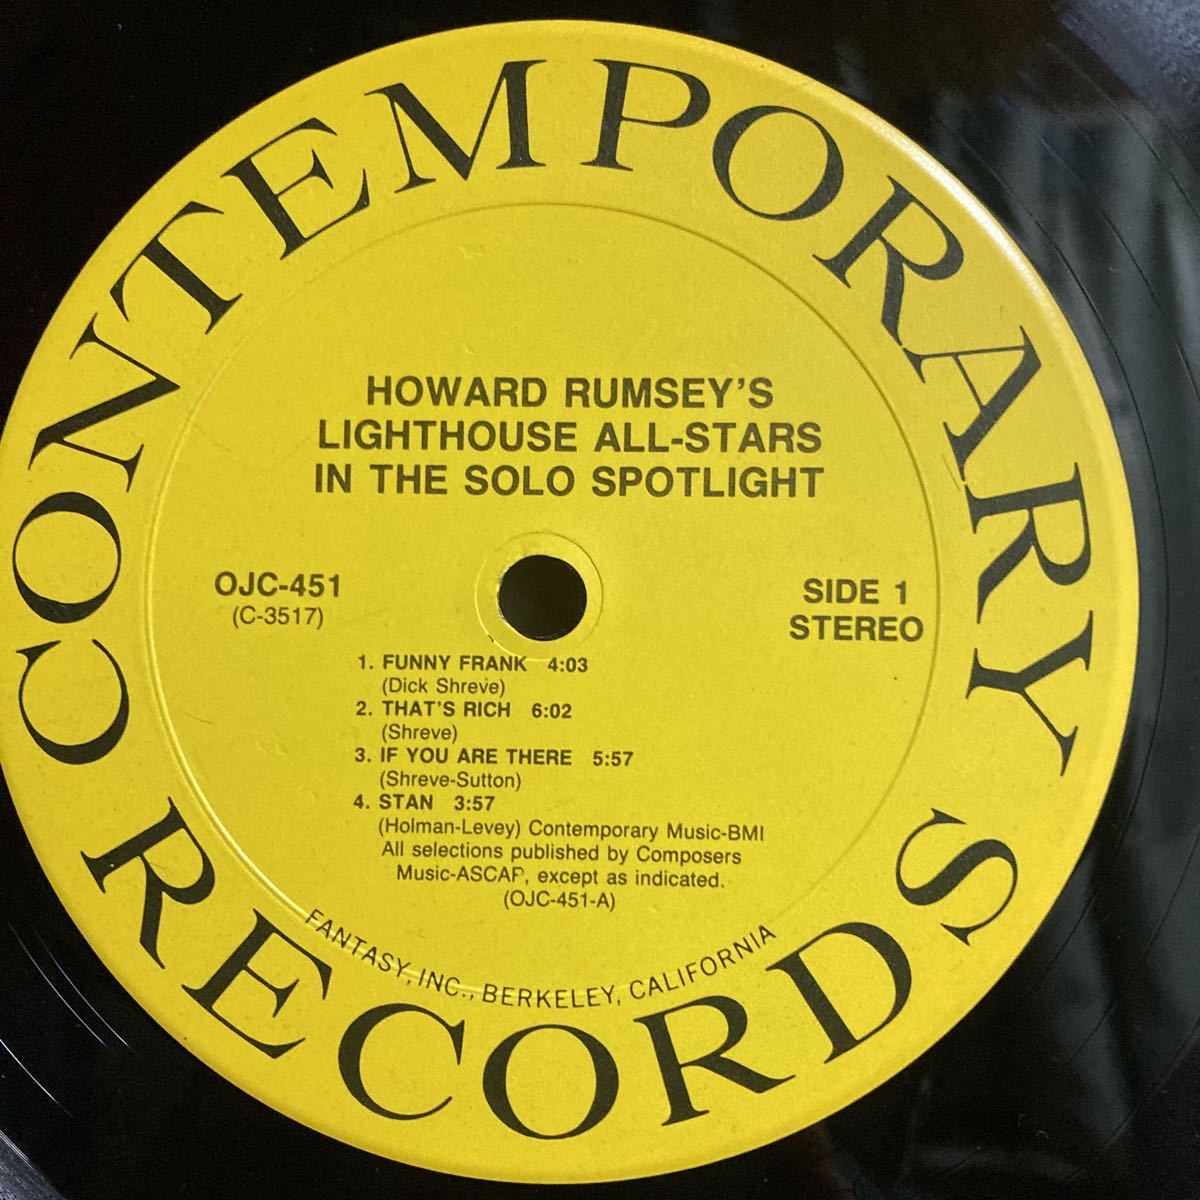 CONTEMPORARY RECORDS
HOWARD RUMSEY'S
LIGHTHOUSE ALL-STARS
IN THE SOLO SPOTLIGHT
OJC-451
(C-3517)
SIDE 1
STEREO
1. FUNNY FRANK 4:03
(Dick Shreve)
2. THAT'S RICH 6:02
(Shreve)
3. IF YOU ARE THERE 5:57
(Shreve-Sutton)
4. STAN 3:57
(Holman-Levey) Contemporary Music-BMI
All selections published by Composers
Music-ASCAP, except as indicated.
(OJC-451-A)
FANTASY, INC., BERKELEY, CALIFORNIA